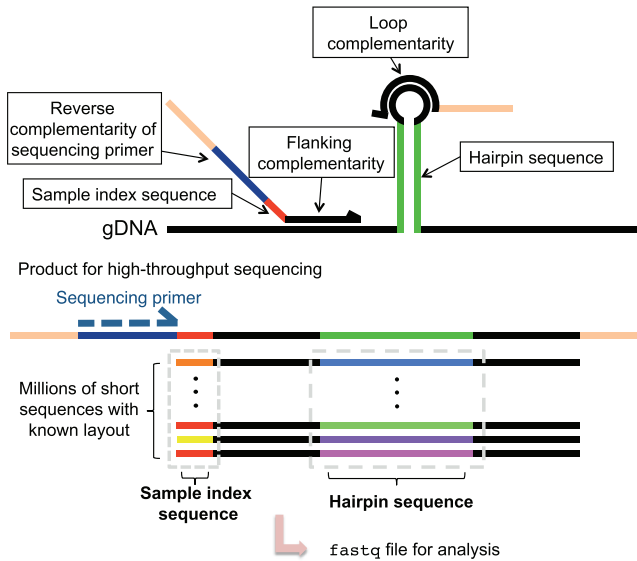 Loop
complementarity
Reverse
complementarity of
sequencing primer
Flanking
complementarity
Hairpin sequence
Sample index sequence
gDNA
Product for high-throughput sequencing
Sequencing primer
Millions of short
sequences with
known layout
Sample index
sequence
Hairpin sequence
fastq file for analysis